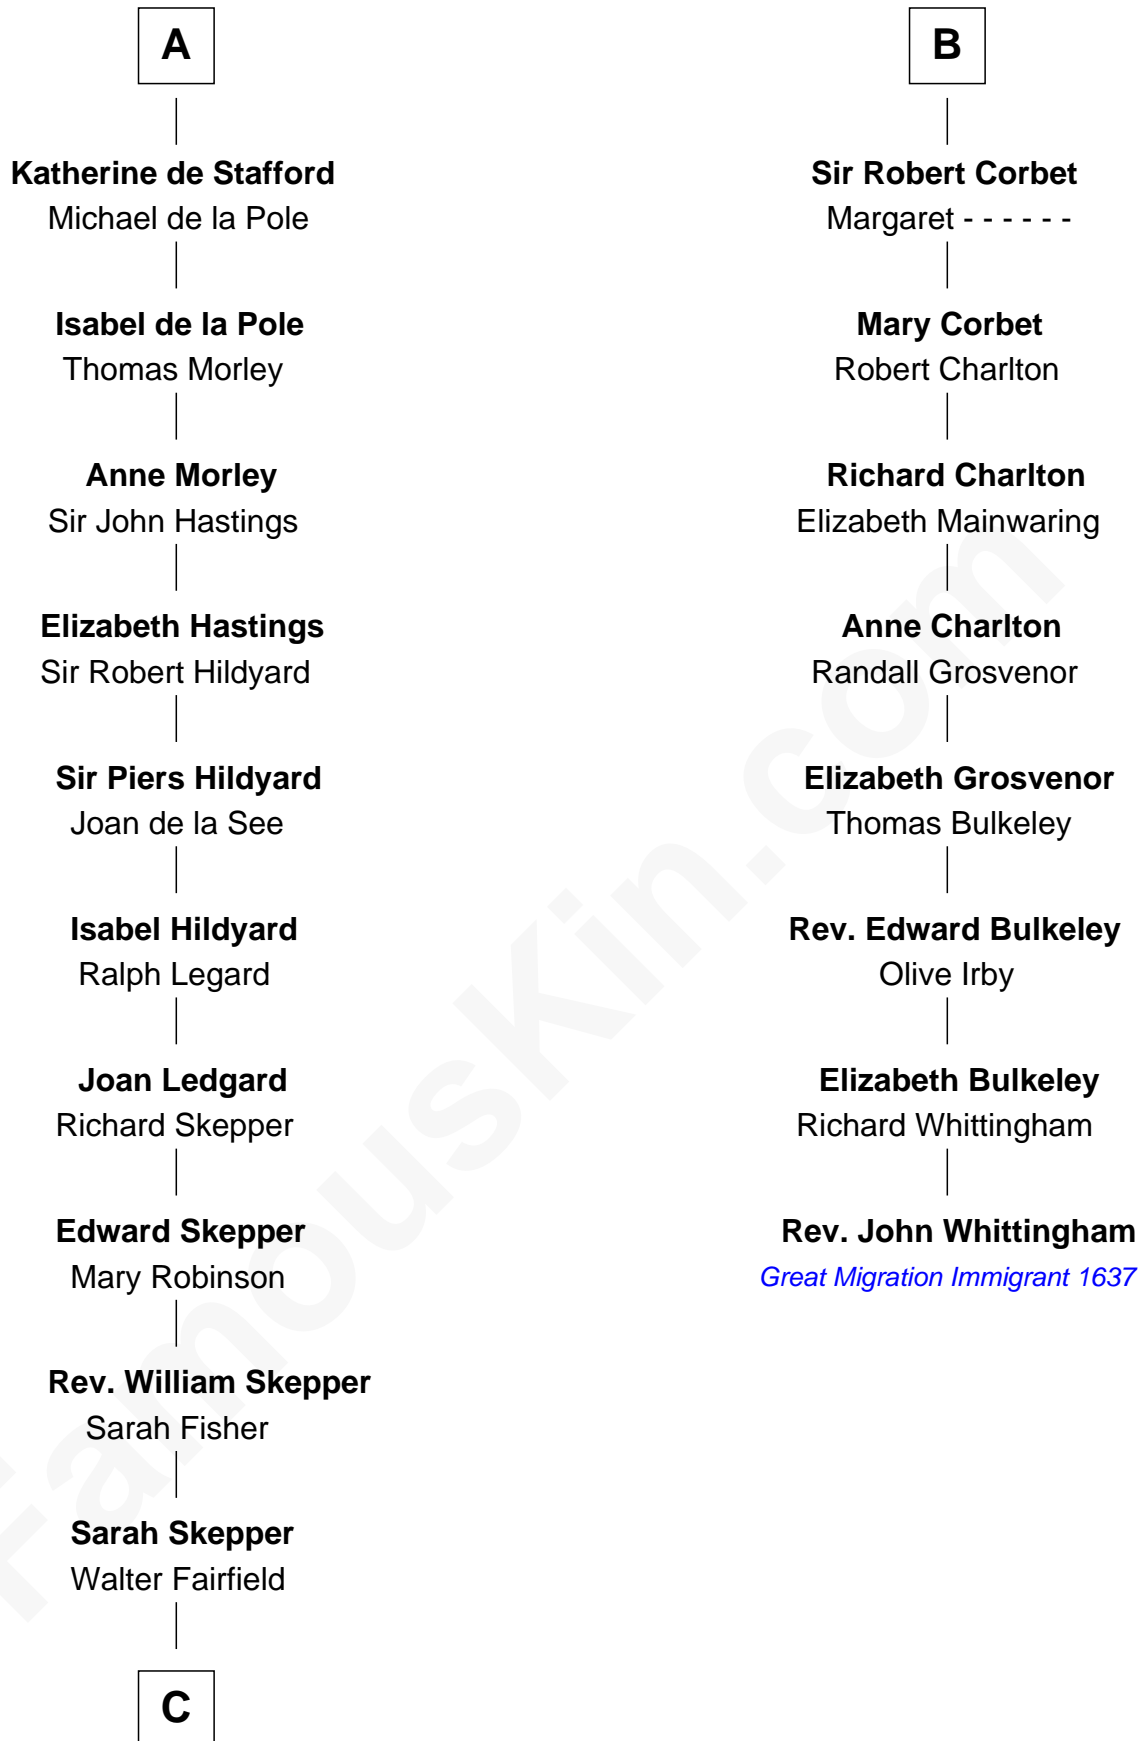 A
Katherine de Stafford
Michael de la Pole
Isabel de la Pole
Thomas Morley
Anne Morley
Sir John Hastings
Elizabeth Hastings
Sir Robert Hildyard
Sir Piers Hildyard
Joan de la See
Isabel Hildyard
Ralph Legard
Joan Ledgard
Richard Skepper
Edward Skepper
Mary Robinson
Rev. William Skepper
Sarah Fisher
Sarah Skepper
Walter Fairfield
C
B
Sir Robert Corbet
Margaret - - - - - -
Mary Corbet
Robert Charlton
Richard Charlton
Elizabeth Mainwaring
Anne Charlton
Randall Grosvenor
Elizabeth Grosvenor
Thomas Bulkeley
Rev. Edward Bulkeley
Olive Irby
Elizabeth Bulkeley
Richard Whittingham
Rev. John Whittingham
Great Migration Immigrant 1637
FamousKin.com